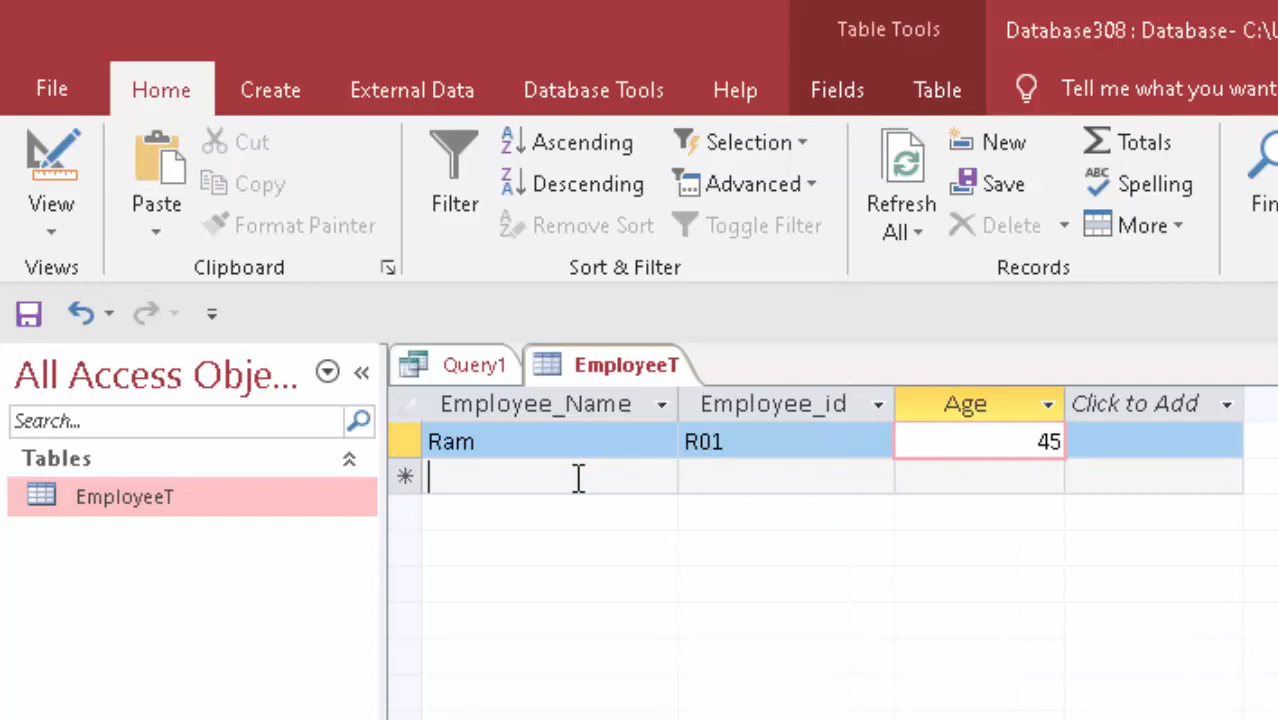 Table Tools
Database308 : Database- C:\
File
Home
Create
External Data
Database Tools
Help
Fields
Table
Tell me what you want
View
Views
Paste
Cut
Copy
Format Painter
Clipboard
Filter
Ascending
Descending
Remove Sort
Selection
Advanced
Toggle Filter
Sort & Filter
Refresh
All
New
Save
Delete
Totals
ABC
Spelling
More
Records
Fin
All Access Obje...
Search...
Tables
EmployeeT
Query1
EmployeeT
Employee_Name
Employee_id
Age
Click to Add
Ram
R01
45